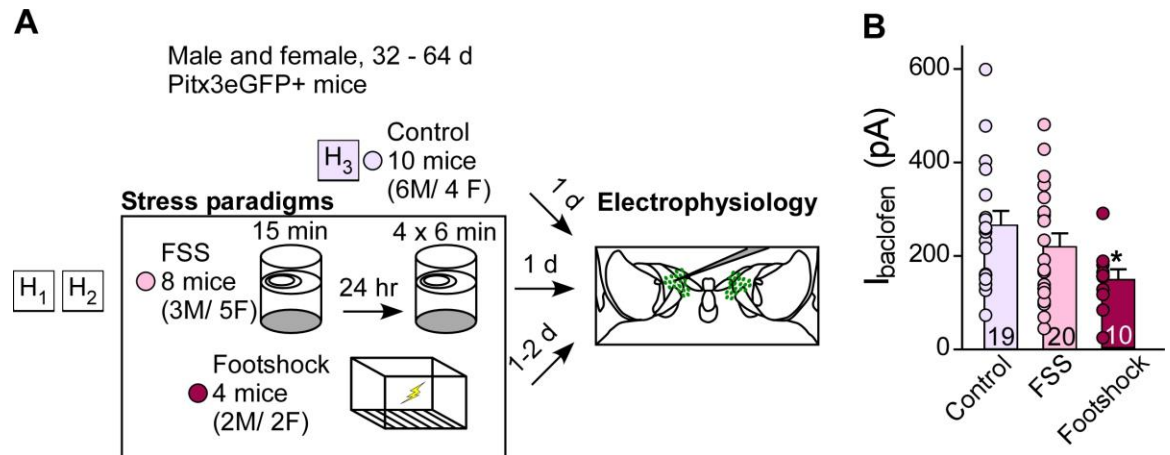 A
Male and female, 32 - 64 d
Pitx3eGFP+ mice
H3
Control
10 mice
(6M/ 4 F)
Stress paradigms
H1 H2
FSS
8 mice
(3M/ 5F)
15 min
24 hr
4 x 6 min
Footshock
4 mice
(2M/ 2F)
1 d
1 d
1-2 d
Electrophysiology
B
Ibaclofen (pA)
600
400
200
0
*
19
20
10
Control
FSS
Footshock